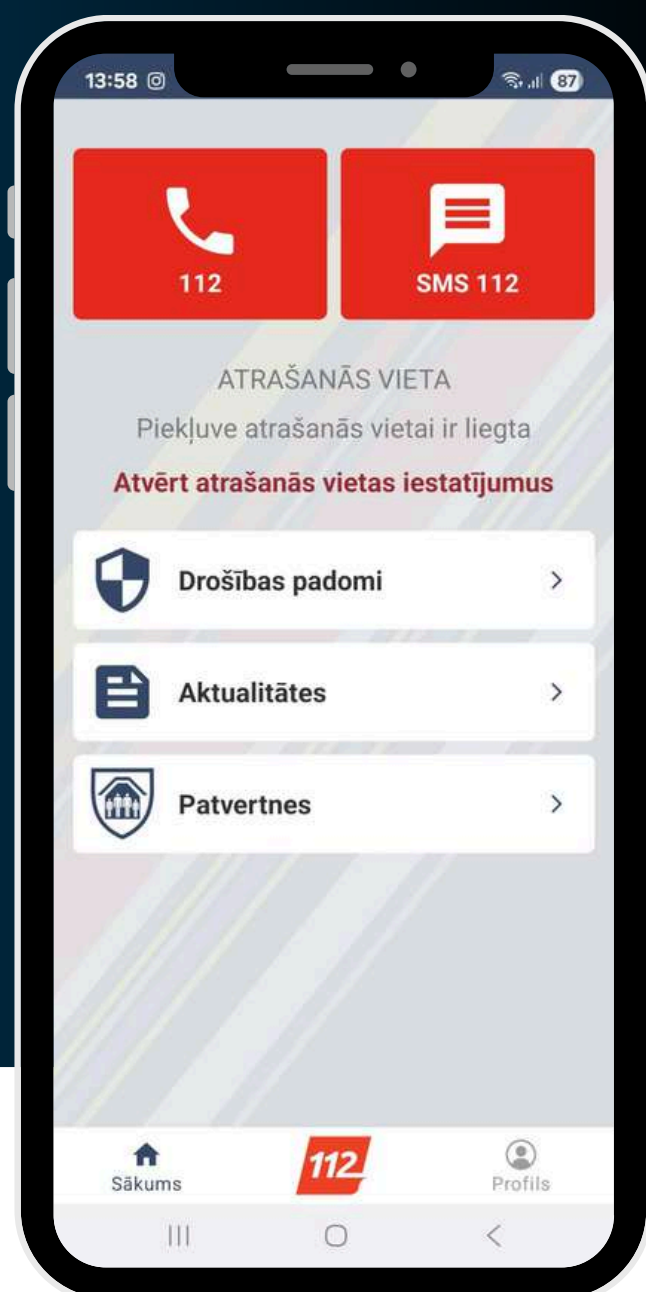 13:58
87
112
SMS 112
ATRAŠANĀS VIETA
Piekļuve atrašanās vietai ir liegta
Atvērt atrašanās vietas iestatījumus
Drošības padomi
Aktualitātes
Patvertnes
Sākums
112
Profils